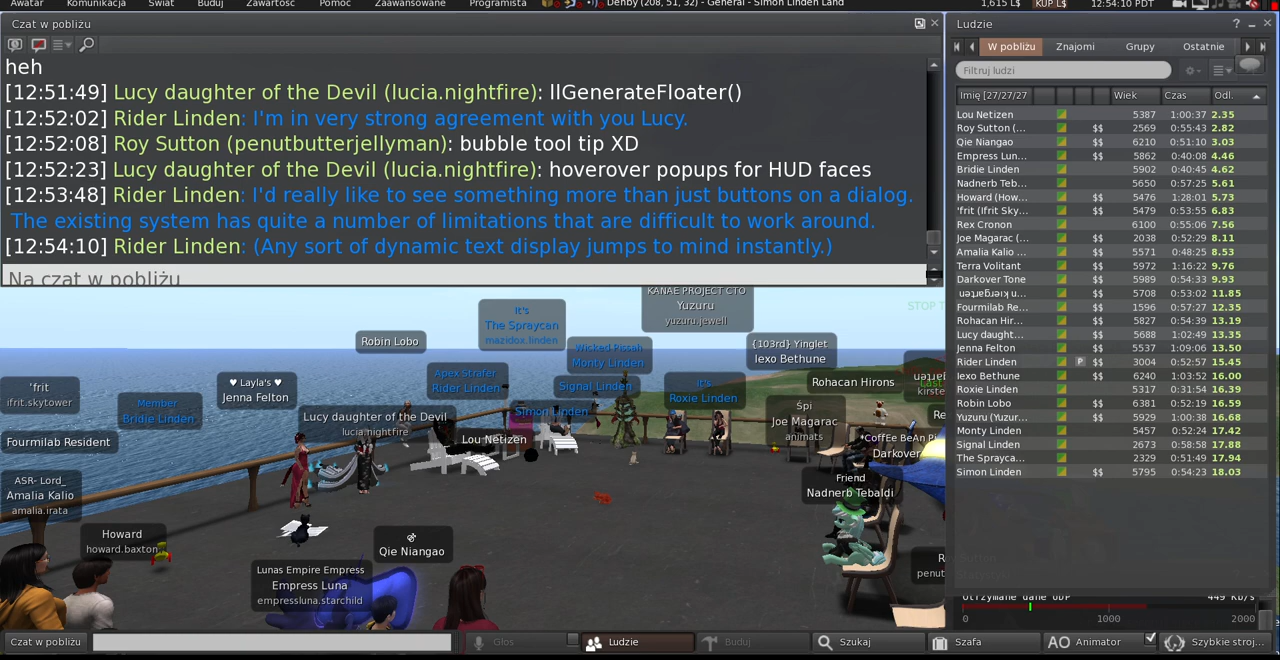 Awatar Komunikacja Świat Buduj Zawartość Pomoc Zaawansowane Programista Denby (208, 51, 32) - General - Simon Linden Land 1,615 L$ KUP L$ 12:54:10 PDT
Czat w pobliżu
heh
[12:51:49] Lucy daughter of the Devil (lucia.nightfire): llGenerateFloater()
[12:52:02] Rider Linden: I'm in very strong agreement with you Lucy.
[12:52:08] Roy Sutton (penutbutterjellyman): bubble tool tip XD
[12:52:23] Lucy daughter of the Devil (lucia.nightfire): hoverover popups for HUD faces
[12:53:48] Rider Linden: I'd really like to see something more than just buttons on a dialog.
The existing system has quite a number of limitations that are difficult to work around.
[12:54:10] Rider Linden: (Any sort of dynamic text display jumps to mind instantly.)
Na czat w pobliżu
KANAE PROJECT CTO
Yuzuru
yuzuru.jewell
STOP
It's
The Spraycan
mazidox.linden
Robin Lobo
Wicked Pissah
Monty Linden
{103rd} Yinglet
Iexo Bethune
Apex Strafer
Rider Linden
Signal Linden
It's
Roxie Linden
Rohacan Hirons
♥ Layla's ♥
Jenna Felton
'frit
ifrit.skytower
Member
Bridie Linden
Simon Linden
Lucy daughter of the Devil
lucia.nightfire
Lou Netizen
Śpi
Joe Magarac
animats
Fourmilab Resident
*CoffEe BeAn
Darkover
Friend
Nadnerb Tebaldi
ASR- Lord_
Amalia Kalio
amalia.irata
Howard
howard.baxton
Qie Niangao
Lunas Empire Empress
Empress Luna
empressluna.starchild
Ludzie
W pobliżu Znajomi Grupy Ostatnie
Filtruj ludzi
Imię [27/27/27 Wiek Czas Odl.
Lou Netizen 5387 1:00:37 2.35
Roy Sutton (... $$ 2569 0:55:43 2.82
Qie Niangao $$ 6210 0:51:10 3.03
Empress Lun... $$ 5862 0:40:08 4.46
Bridie Linden 5902 0:40:45 4.62
Nadnerb Teb... 5650 0:57:25 5.61
Howard (How... $$ 5476 1:28:01 5.73
'frit (Ifrit Sky... $$ 5479 0:53:55 6.83
Rex Cronon 6100 0:55:06 7.56
Joe Magarac (... $$ 2038 0:52:29 8.11
Amalia Kalio ... $$ 5571 0:48:25 8.53
Terra Volitant $$ 5972 1:16:22 9.76
Darkover Tone $$ 5989 0:54:33 9.93
$$ 5708 0:53:02 11.85
Fourmilab Re... $$ 1596 0:57:27 12.35
Rohacan Hir... $$ 5827 0:54:39 13.19
Lucy daught... $$ 5688 1:02:49 13.35
Jenna Felton $$ 5537 1:09:06 13.50
Rider Linden P $$ 3004 0:52:57 15.45
Iexo Bethune $$ 6240 1:03:52 16.00
Roxie Linden 5317 0:31:54 16.39
Robin Lobo $$ 6381 0:52:19 16.59
Yuzuru (Yuzur... $$ 5929 1:00:38 16.68
Monty Linden 5457 0:52:24 17.42
Signal Linden 2673 0:58:58 17.88
The Sprayca... 2329 0:51:49 17.94
Simon Linden $$ 5795 0:54:23 18.03
Otrzymane dane UDP 449 Kb/s
0 1000 2000
Czat w pobliżu Głos Ludzie Buduj Szukaj Szafa AO Animator Szybkie stroj...